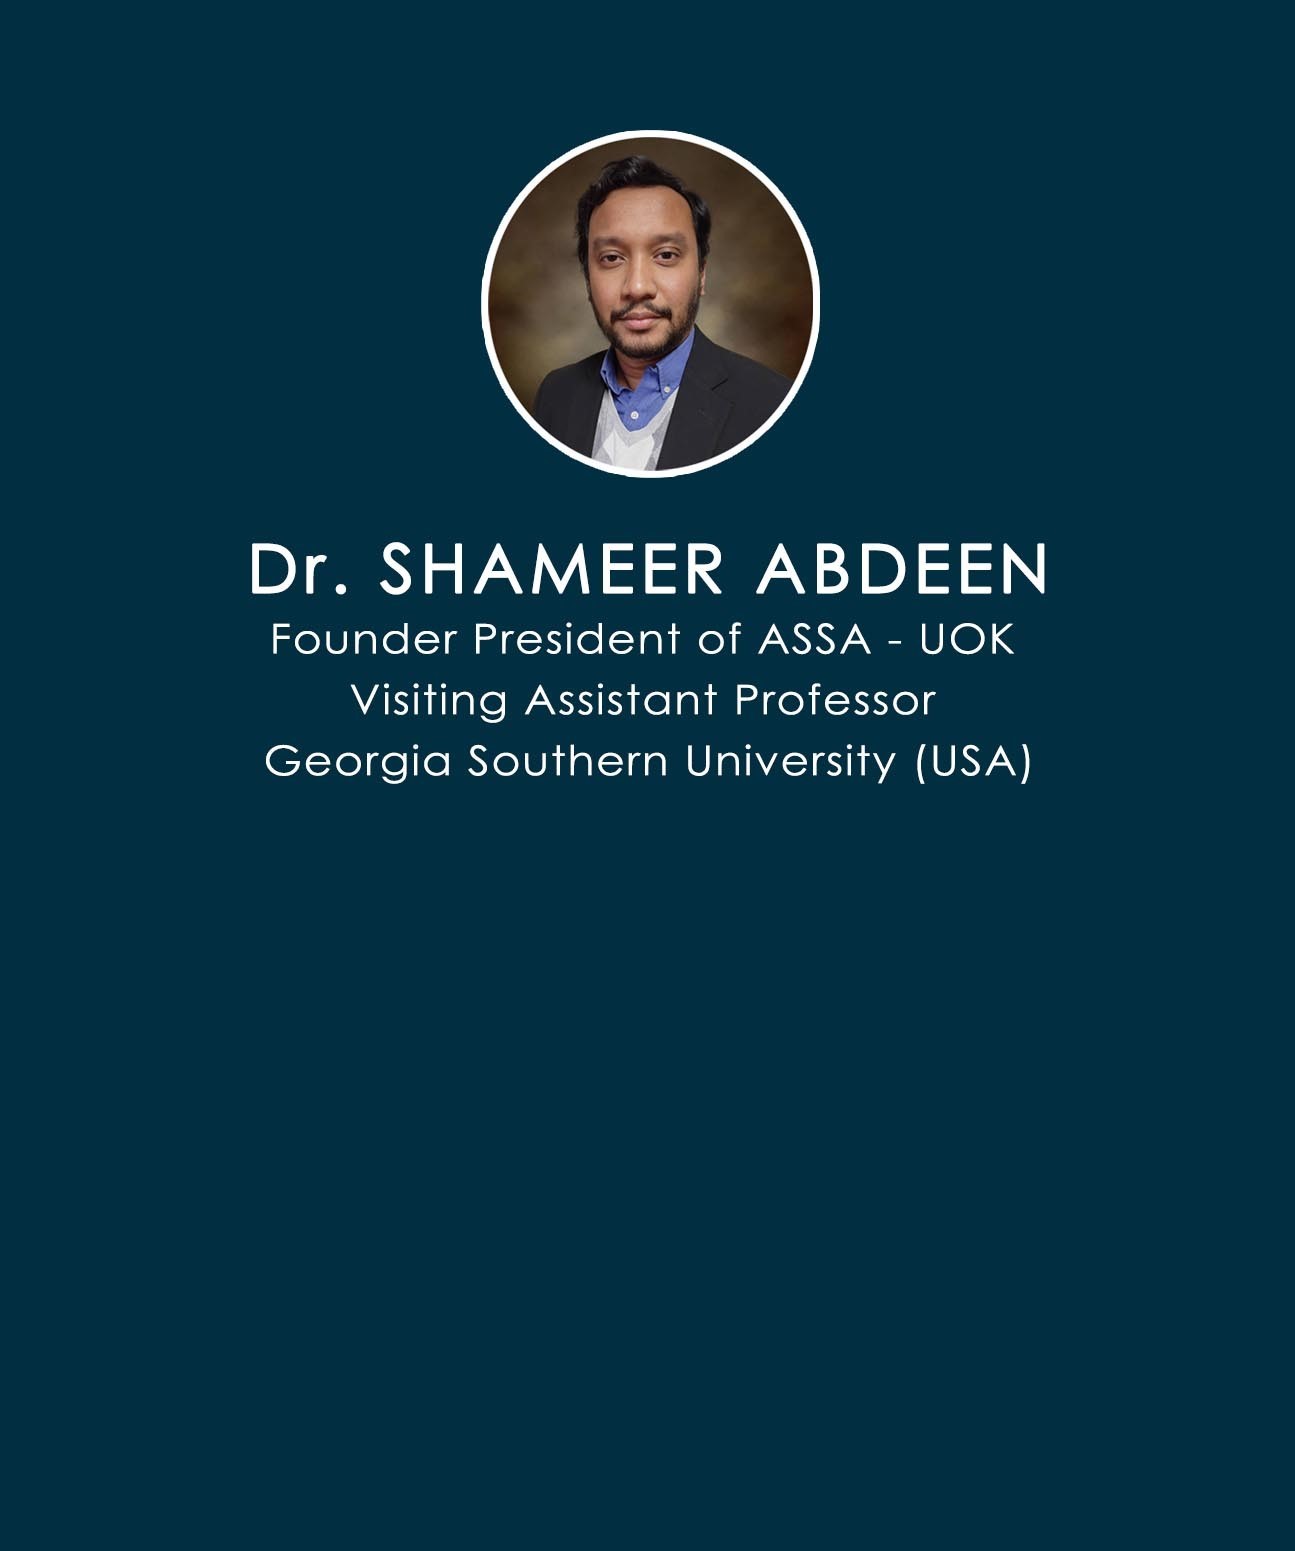 Dr. SHAMEER ABDEEN
Founder President of ASSA - UOK
Visiting Assistant Professor
Georgia Southern University (USA)